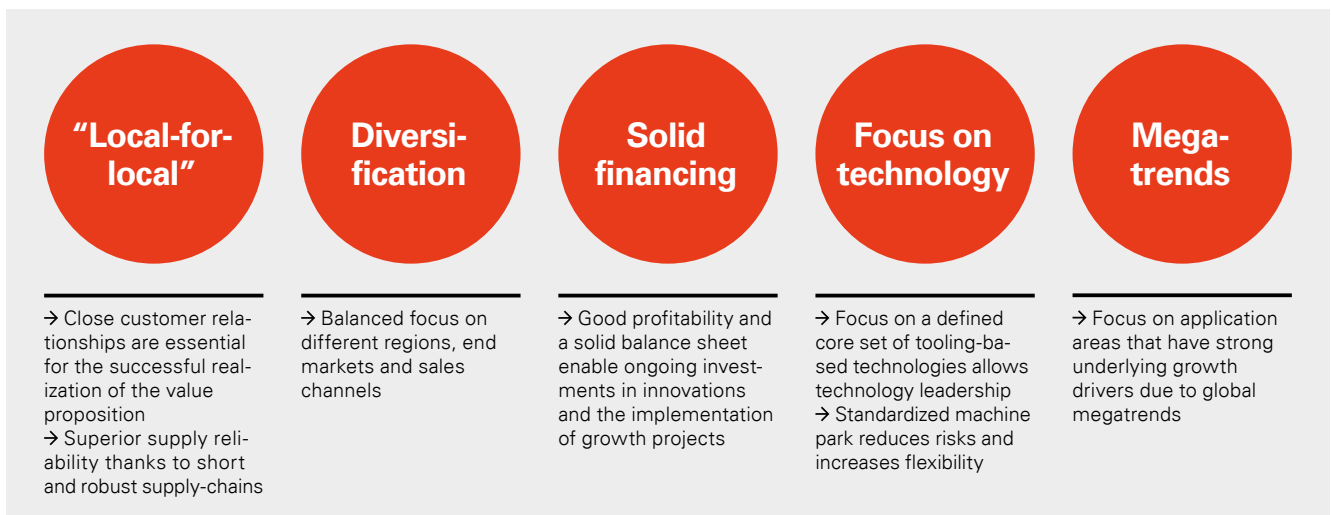 “Local-for-
local”
→ Close customer rela-
tionships are essential
for the successful real-
ization of the value
proposition
→ Superior supply reli-
ability thanks to short
and robust supply-chains
Diversi-
fication
→ Balanced focus on
different regions, end
markets and sales
channels
Solid
financing
→ Good profitability and
a solid balance sheet
enable ongoing invest-
ments in innovations
and the implementation
of growth projects
Focus on
technology
→ Focus on a defined
core set of tooling-ba-
sed technologies allows
technology leadership
→ Standardized machine
park reduces risks and
increases flexibility
Mega-
trends
→ Focus on application
areas that have strong
underlying growth
drivers due to global
megatrends